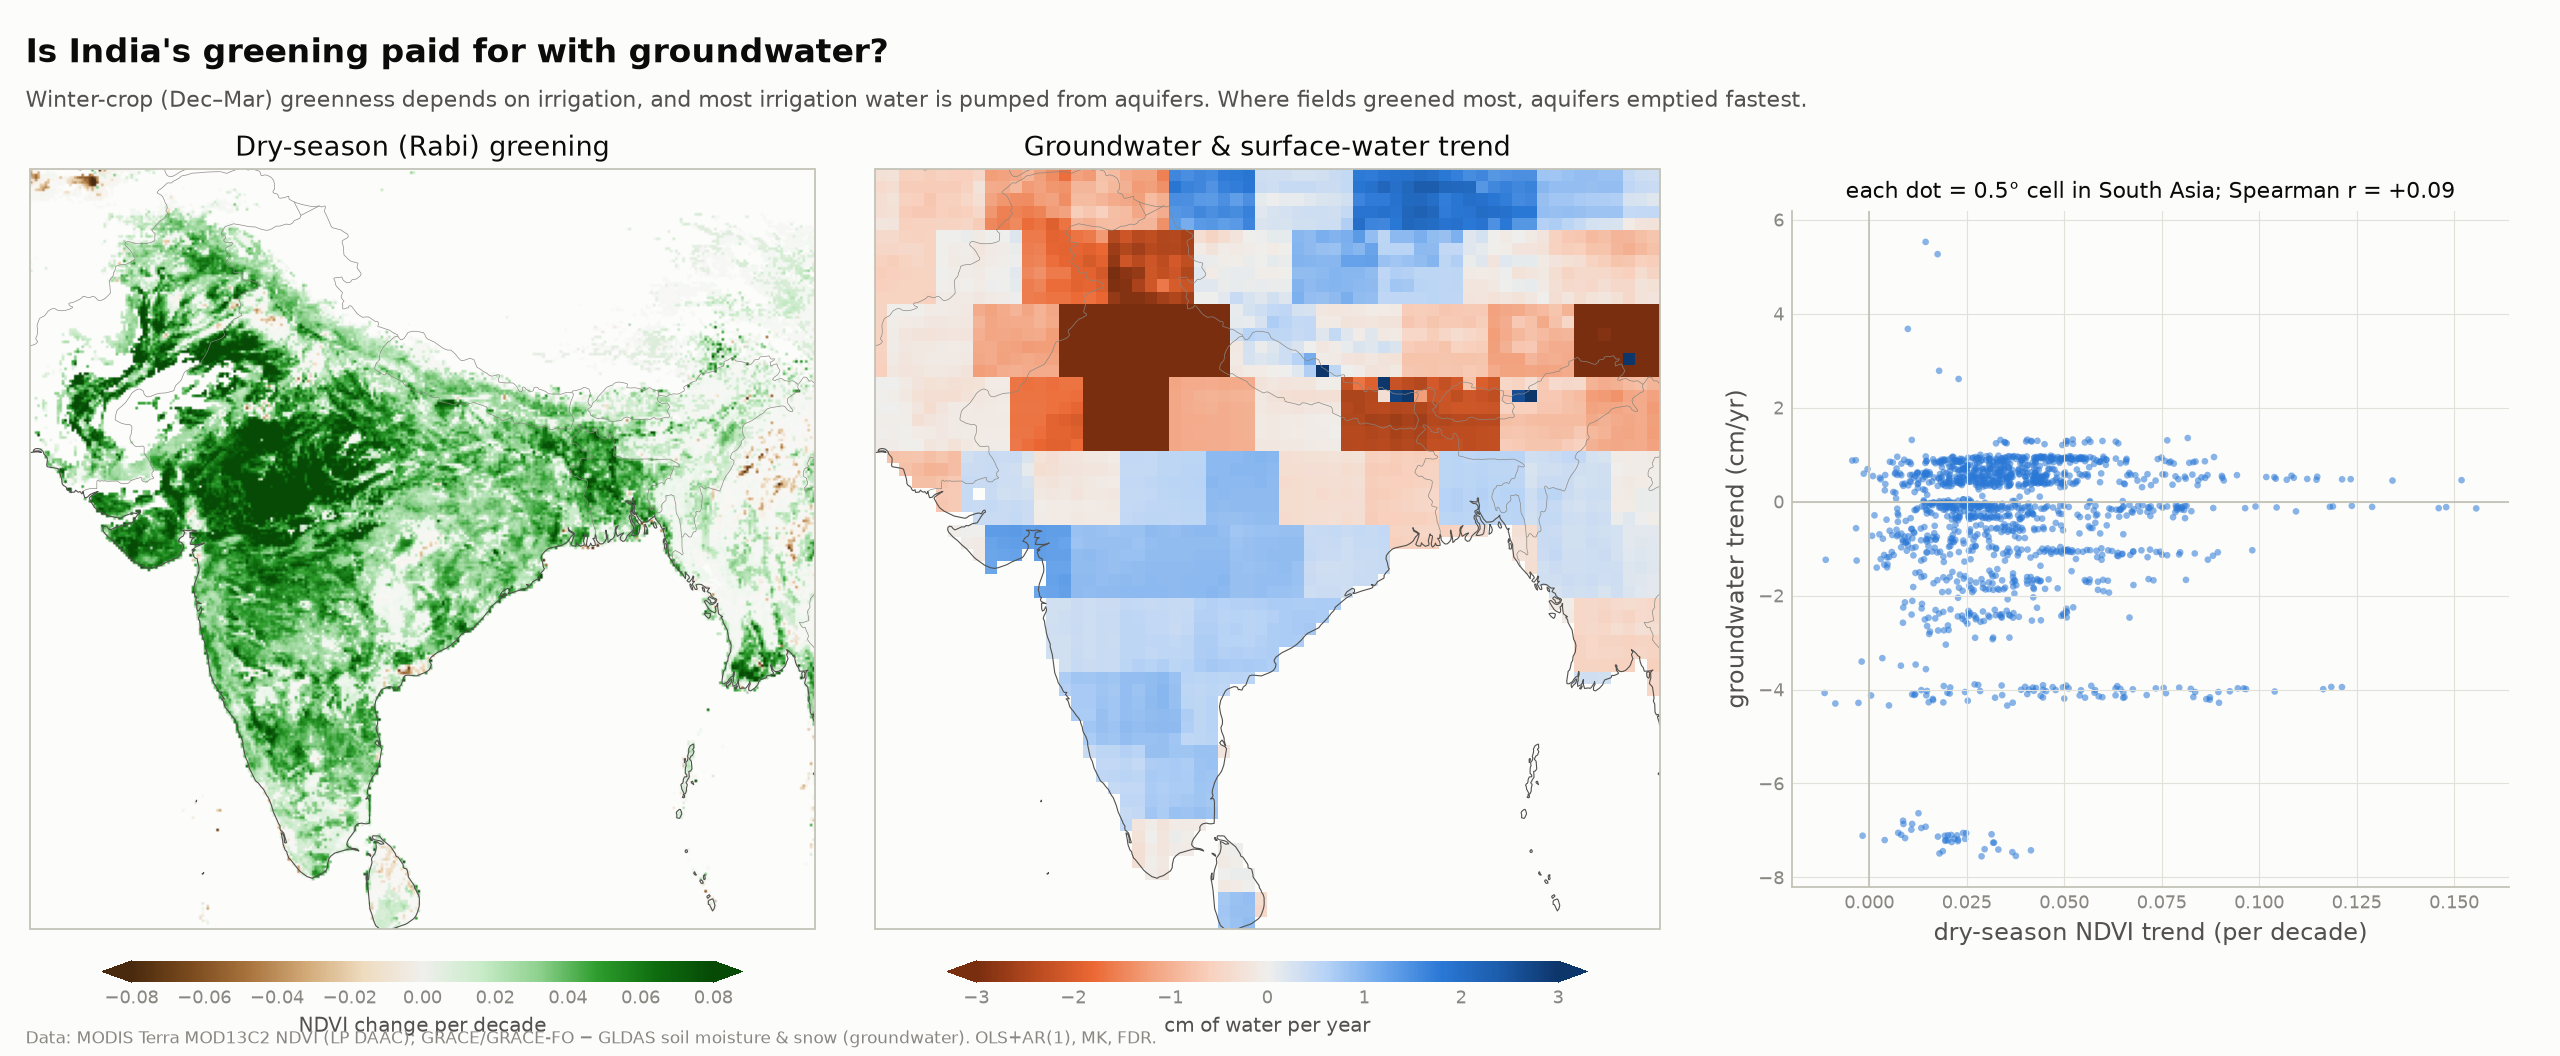 Is India's greening paid for with groundwater?
Winter-crop (Dec–Mar) greenness depends on irrigation, and most irrigation water is pumped from aquifers. Where fields greened most, aquifers emptied fastest.
Dry-season (Rabi) greening
Groundwater & surface-water trend
each dot = 0.5° cell in South Asia; Spearman r = +0.09
6
4
2
0
−2
−4
−6
−8
groundwater trend (cm/yr)
0.000 0.025 0.050 0.075 0.100 0.125 0.150
dry-season NDVI trend (per decade)
−0.08 −0.06 −0.04 −0.02 0.00 0.02 0.04 0.06 0.08
NDVI change per decade
−3 −2 −1 0 1 2 3
cm of water per year
Data: MODIS Terra MOD13C2 NDVI (LP DAAC); GRACE/GRACE-FO − GLDAS soil moisture & snow (groundwater). OLS+AR(1), MK, FDR.